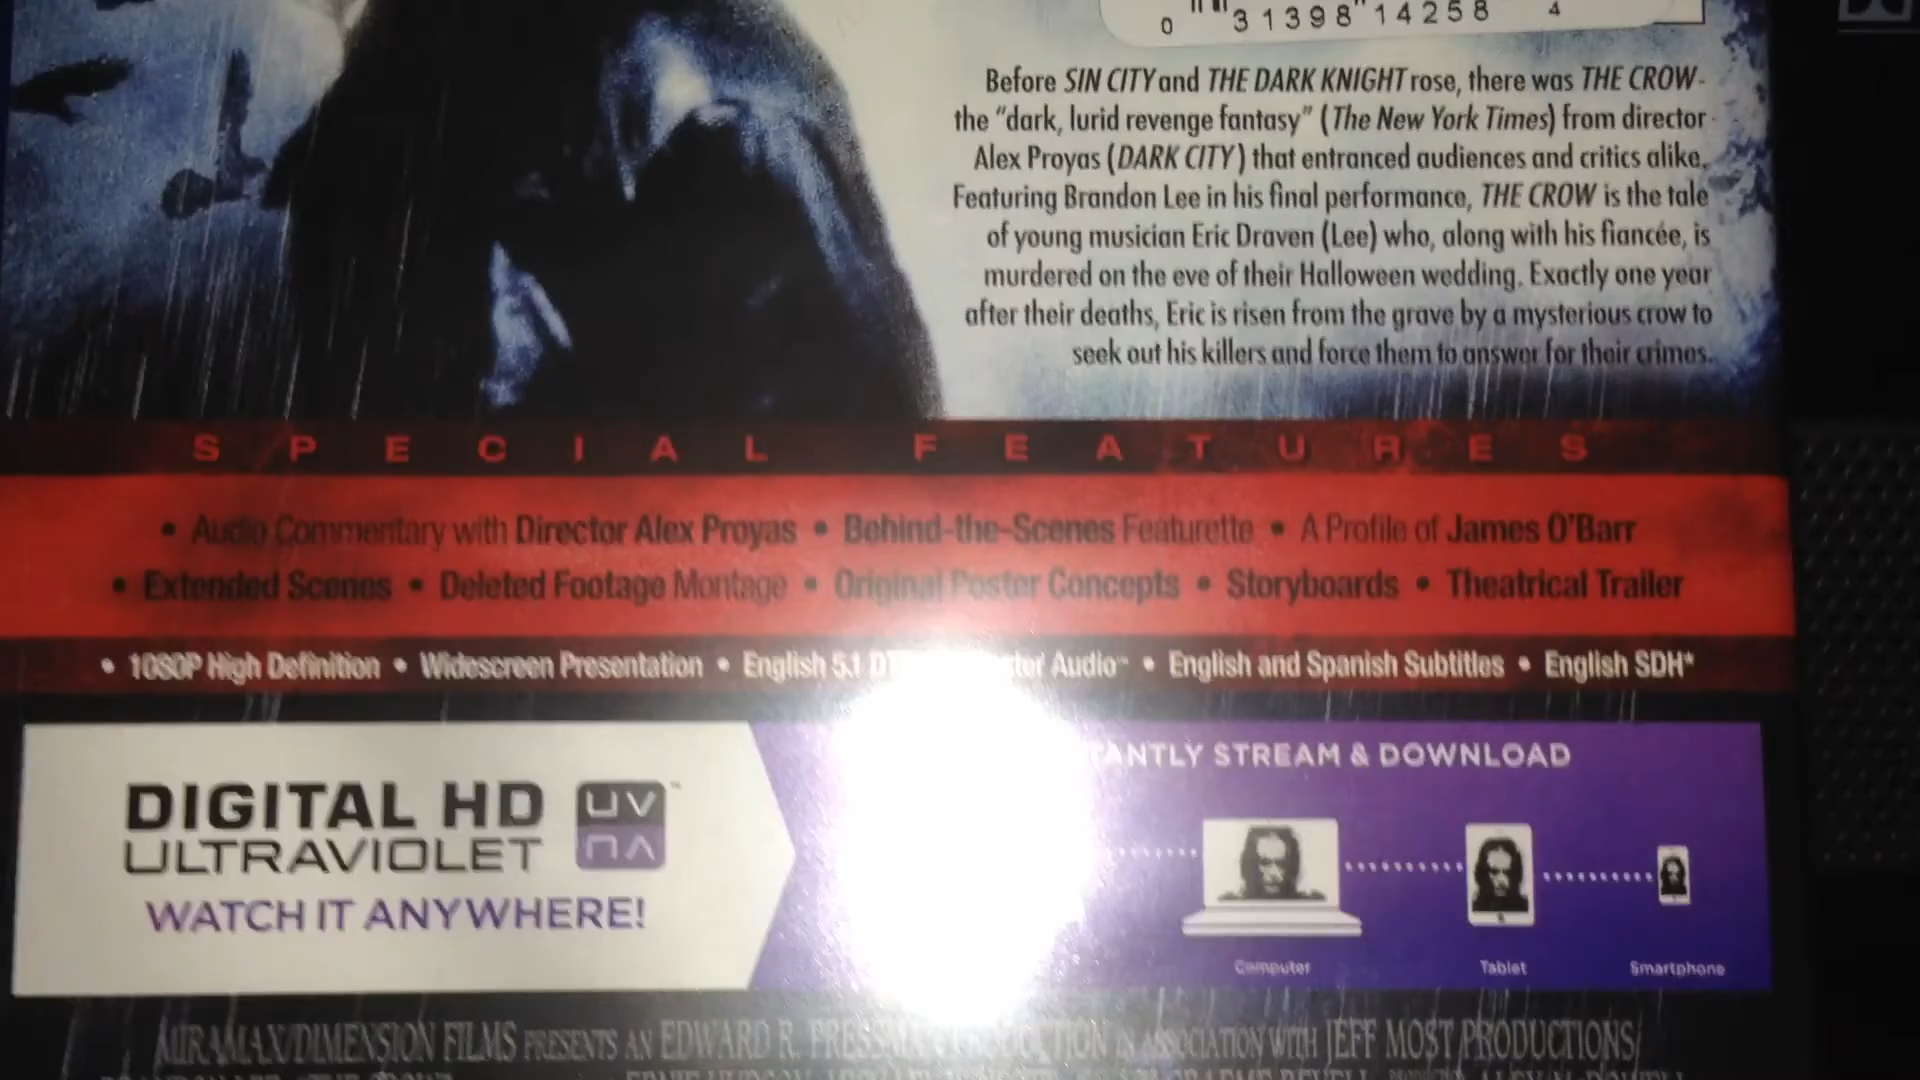 0 31398 14258 4
Before SIN CITY and THE DARK KNIGHT rose, there was THE CROW-
the "dark, lurid revenge fantasy" (The New York Times) from director
Alex Proyas (DARK CITY) that entranced audiences and critics alike.
Featuring Brandon Lee in his final performance, THE CROW is the tale
of young musician Eric Draven (Lee) who, along with his fiancée, is
murdered on the eve of their Halloween wedding. Exactly one year
after their deaths, Eric is risen from the grave by a mysterious crow to
seek out his killers and force them to answer for their crimes.
SPECIAL FEATURES
• Audio Commentary with Director Alex Proyas • Behind-the-Scenes Featurette • A Profile of James O'Barr
• Extended Scenes • Deleted Footage Montage • Original Poster Concepts • Storyboards • Theatrical Trailer
• 1080P High Definition • Widescreen Presentation • English 5.1 Audio™ • English and Spanish Subtitles • English SDH*
STREAM & DOWNLOAD
DIGITAL HD
ULTRAVIOLET
UV
™
WATCH IT ANYWHERE!
Computer
Tablet
Smartphone
MIRAMAX/DIMENSION FILMS PRESENTS AN EDWARD R. IN ASSOCIATION WITH JEFF MOST PRODUCTIONS